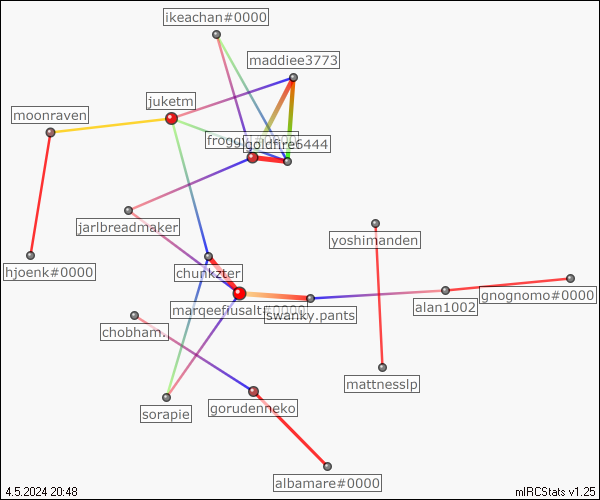 ikeachan#0000
maddiee3773
juketm
moonraven
goldfire6444
jarlbreadmaker
yoshimanden
hjoenk#0000
chunkzter
gnognomo#0000
marqeefiusalt#0000
swanky.pants
alan1002
chobham.
mattnesslp
sorapie
gorudenneko
albamare#0000
4.5.2024 20:48
mIRCStats v1.25